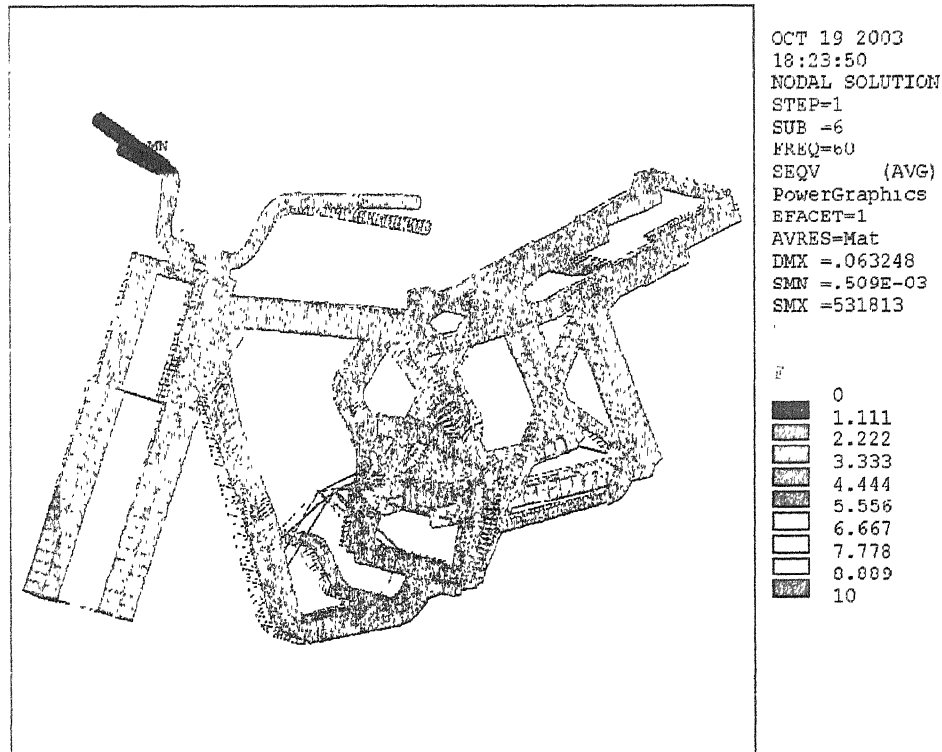 OCT 19 2003
18:23:50
NODAL SOLUTION
STEP=1
SUB =6
FREQ=60
SEQV (AVG)
PowerGraphics
EFACET=1
AVRES=Mat
DMX =.063248
SMN =.509E-03
SMX =531813
MN
0
1.111
2.222
3.333
4.444
5.556
6.667
7.778
8.889
10